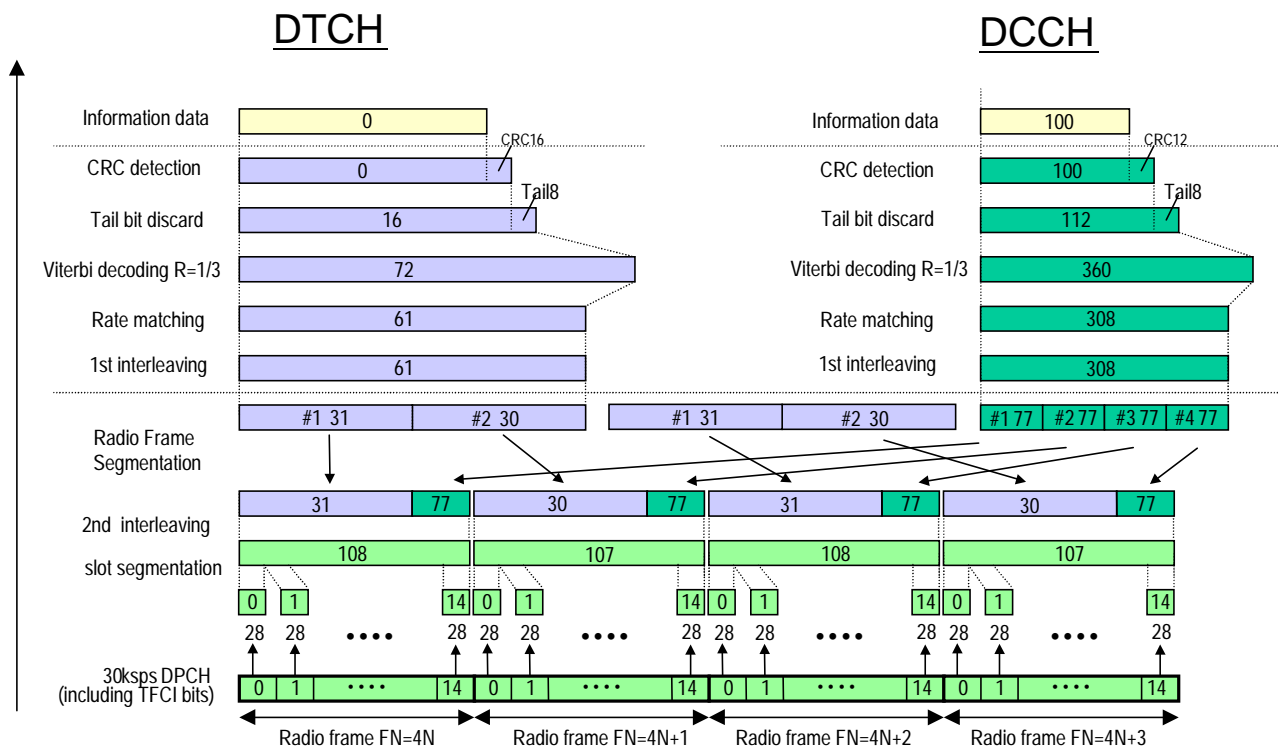 DTCH DCCH
Information data 0 Information data 100
CRC16 CRC12
CRC detection 0 CRC detection 100
Tail8 Tail8
Tail bit discard 16 Tail bit discard 112
Viterbi decoding R=1/3 72 Viterbi decoding R=1/3 360
Rate matching 61 Rate matching 308
1st interleaving 61 1st interleaving 308
#1 31 #2 30 #1 31 #2 30 #1 77 #2 77 #3 77 #4 77
Radio Frame
Segmentation
31 77 30 77 31 77 30 77
2nd interleaving
108 107 108 107
slot segmentation
0 1 14 0 1 14 0 1 14 0 1 14
28 28 •••• 28 28 28 •••• 28 28 28 •••• 28 28 28 •••• 28
30ksps DPCH
(including TFCI bits)
0 1 •••• 14 0 1 •••• 14 0 1 •••• 14 0 1 •••• 14
Radio frame FN=4N Radio frame FN=4N+1 Radio frame FN=4N+2 Radio frame FN=4N+3